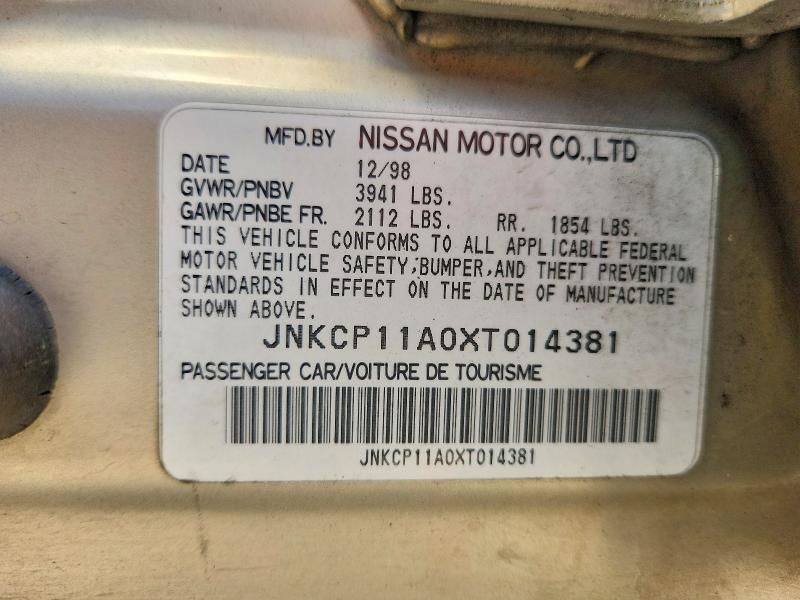 MFD.BY NISSAN MOTOR CO.,LTD
DATE 12/98
GVWR/PNBV 3941 LBS.
GAWR/PNBE FR. 2112 LBS. RR. 1854 LBS.
THIS VEHICLE CONFORMS TO ALL APPLICABLE FEDERAL
MOTOR VEHICLE SAFETY,BUMPER,AND THEFT PREVENTION
STANDARDS IN EFFECT ON THE DATE OF MANUFACTURE
SHOWN ABOVE.
JNKCP11A0XT014381
PASSENGER CAR/VOITURE DE TOURISME
JNKCP11A0XT014381